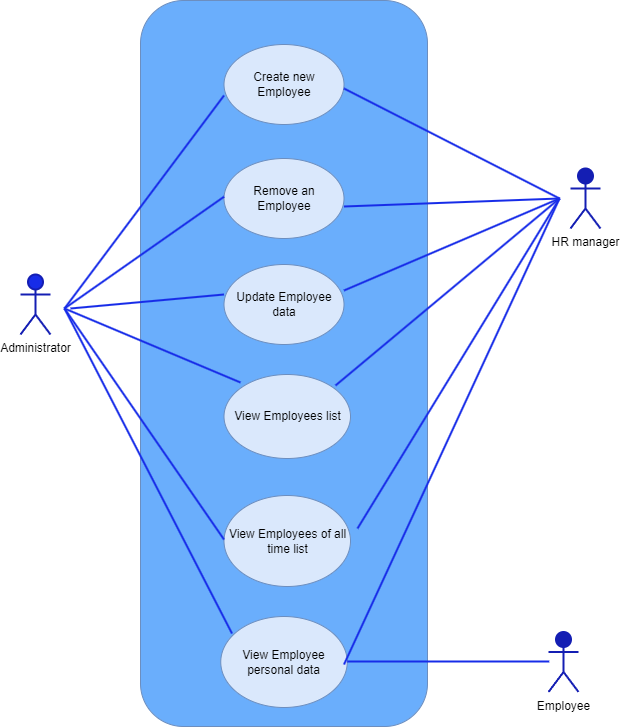 Create new
Employee
Remove an
Employee
HR manager
Update Employee
data
Administrator
View Employees list
View Employees of all
time list
View Employee
personal data
Employee